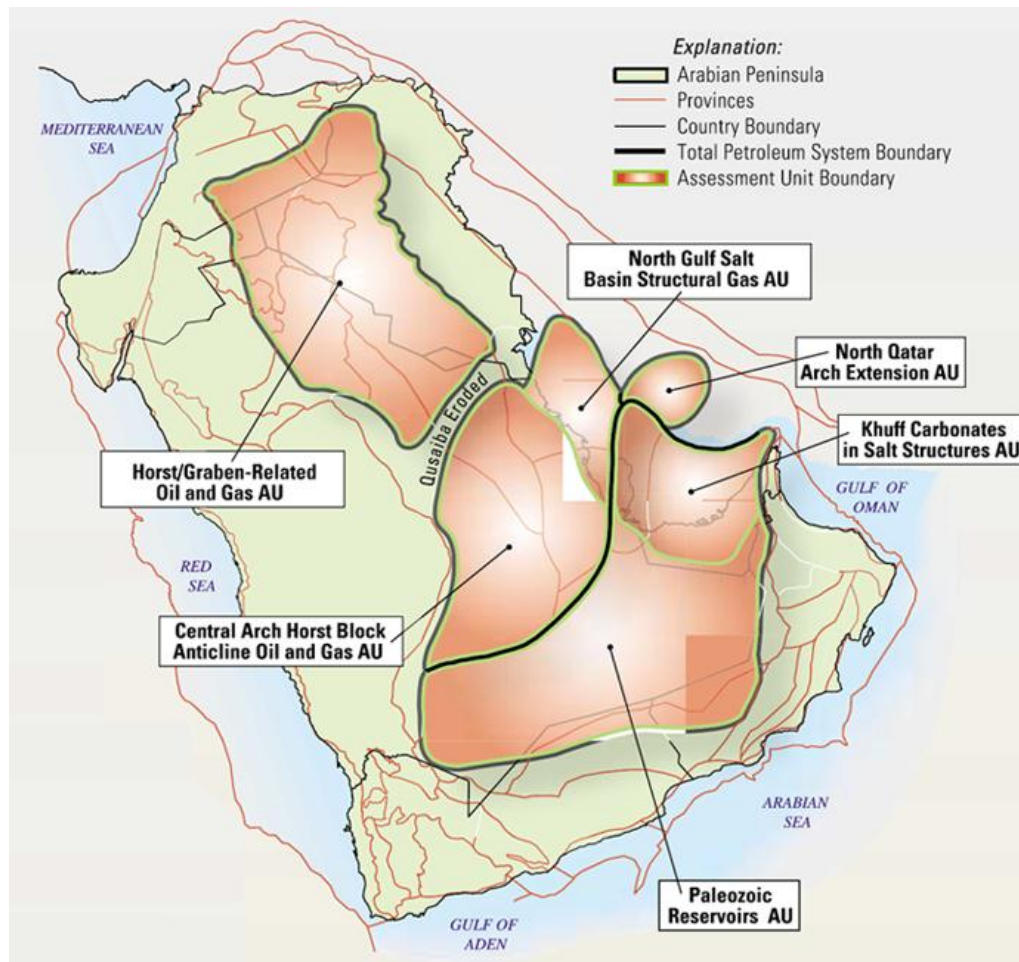 Explanation:
Arabian Peninsula
Provinces
Country Boundary
Total Petroleum System Boundary
Assessment Unit Boundary
MEDITERRANEAN
SEA
North Gulf Salt
Basin Structural Gas AU
North Qatar
Arch Extension AU
Khuff Carbonates
in Salt Structures AU
Qusaiba Eroded
Horst/Graben-Related
Oil and Gas AU
GULF OF
OMAN
RED
SEA
Central Arch Horst Block
Anticline Oil and Gas AU
ARABIAN
SEA
Paleozoic
Reservoirs AU
GULF OF
ADEN